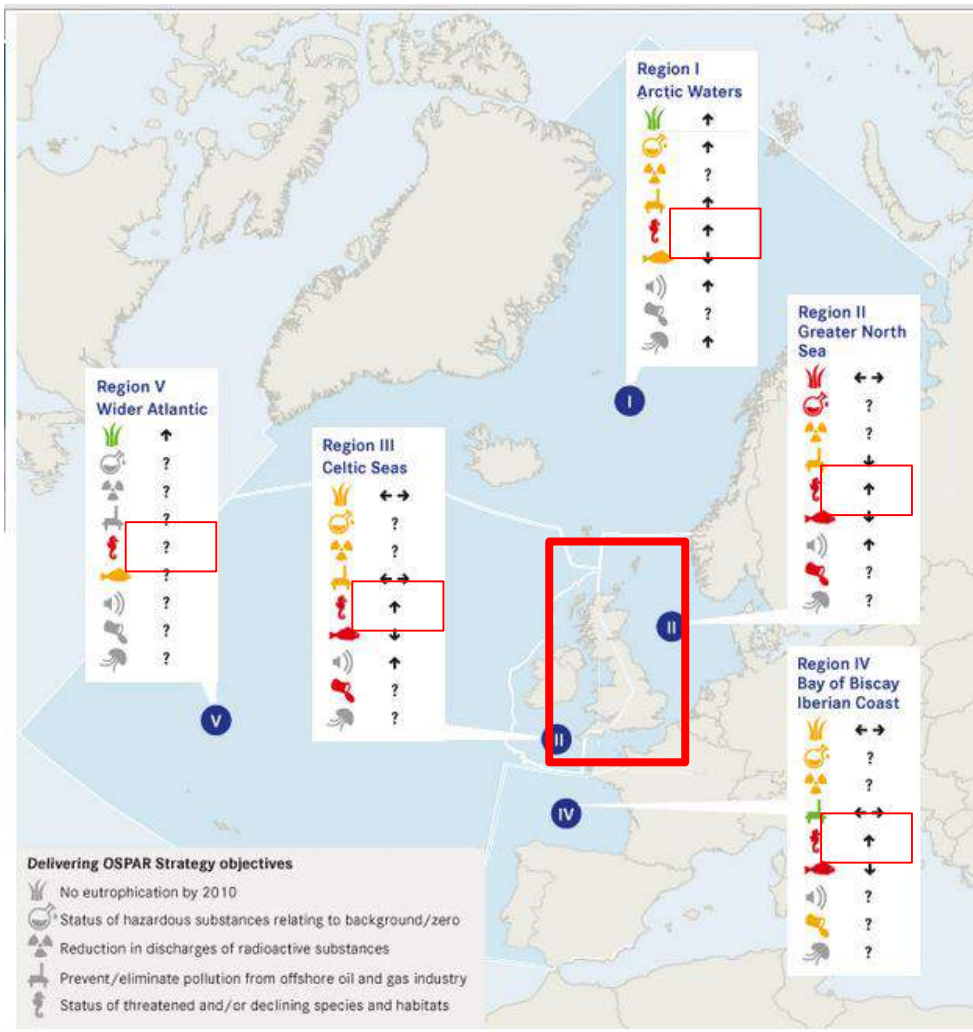 Region I
Arctic Waters
↑
↑
?
↑
↑
↓
↑
?
↑
I
Region II
Greater North
Sea
←→
?
?
↓
↑
↓
↑
?
?
II
Region V
Wider Atlantic
↑
?
?
?
?
?
?
?
?
V
Region III
Celtic Seas
←→
?
?
←→
↑
↓
↑
?
?
II
Region IV
Bay of Biscay
Iberian Coast
←→
?
?
←→
↑
↓
?
?
?
IV
Delivering OSPAR Strategy objectives
No eutrophication by 2010
Status of hazardous substances relating to background/zero
Reduction in discharges of radioactive substances
Prevent/eliminate pollution from offshore oil and gas industry
Status of threatened and/or declining species and habitats